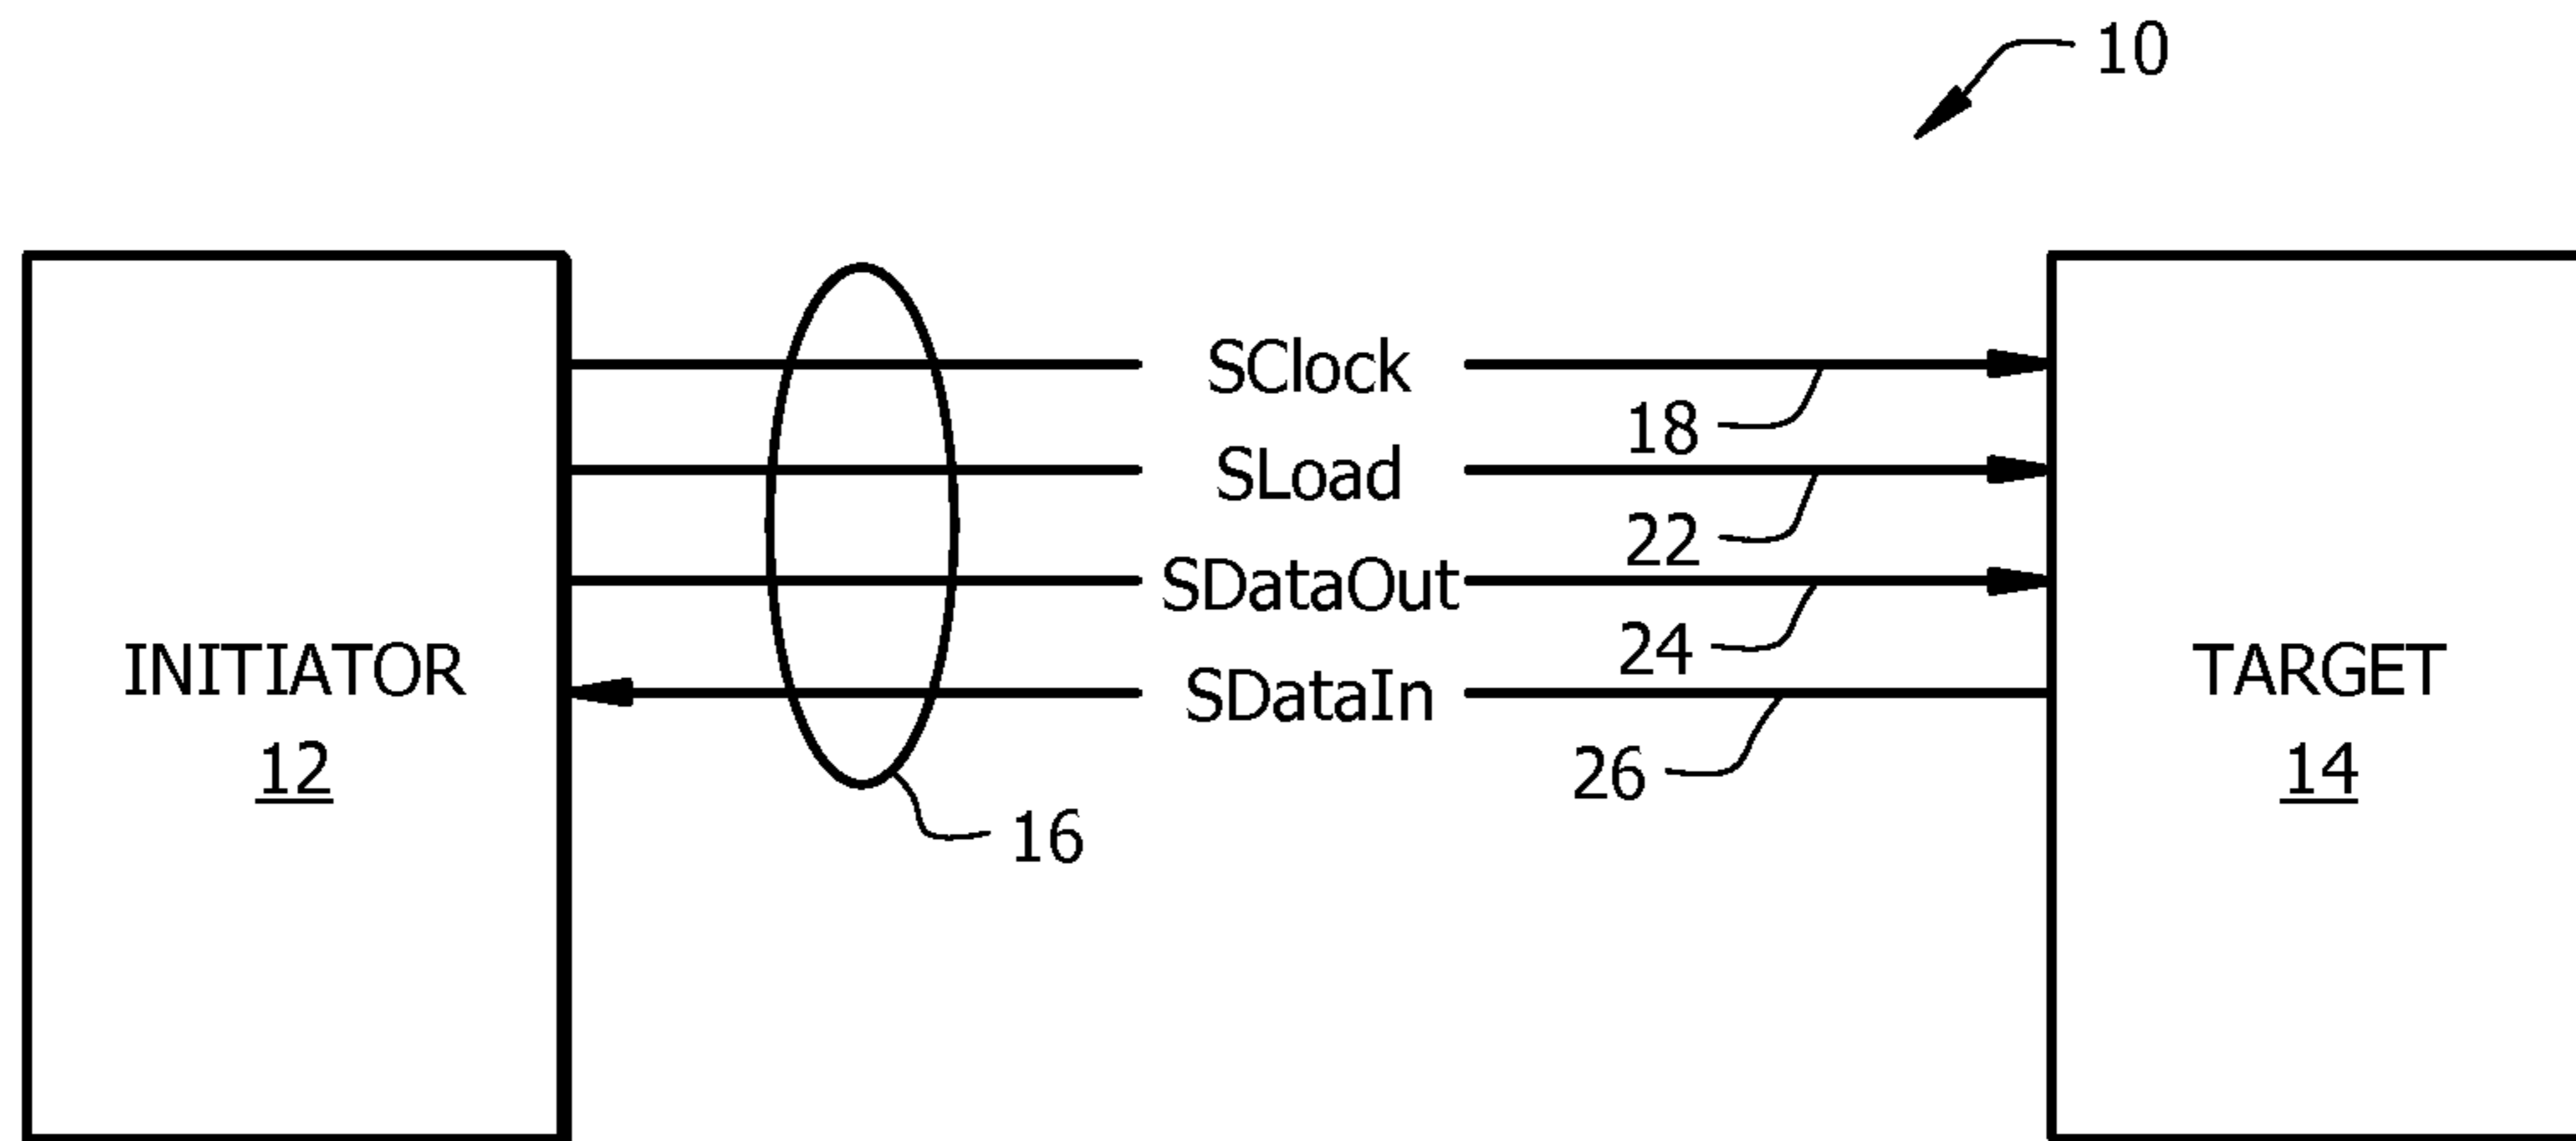 10
SClock
18
SLoad
22
SDataOut
24
INITIATOR
12
SDataIn
26
TARGET
14
16